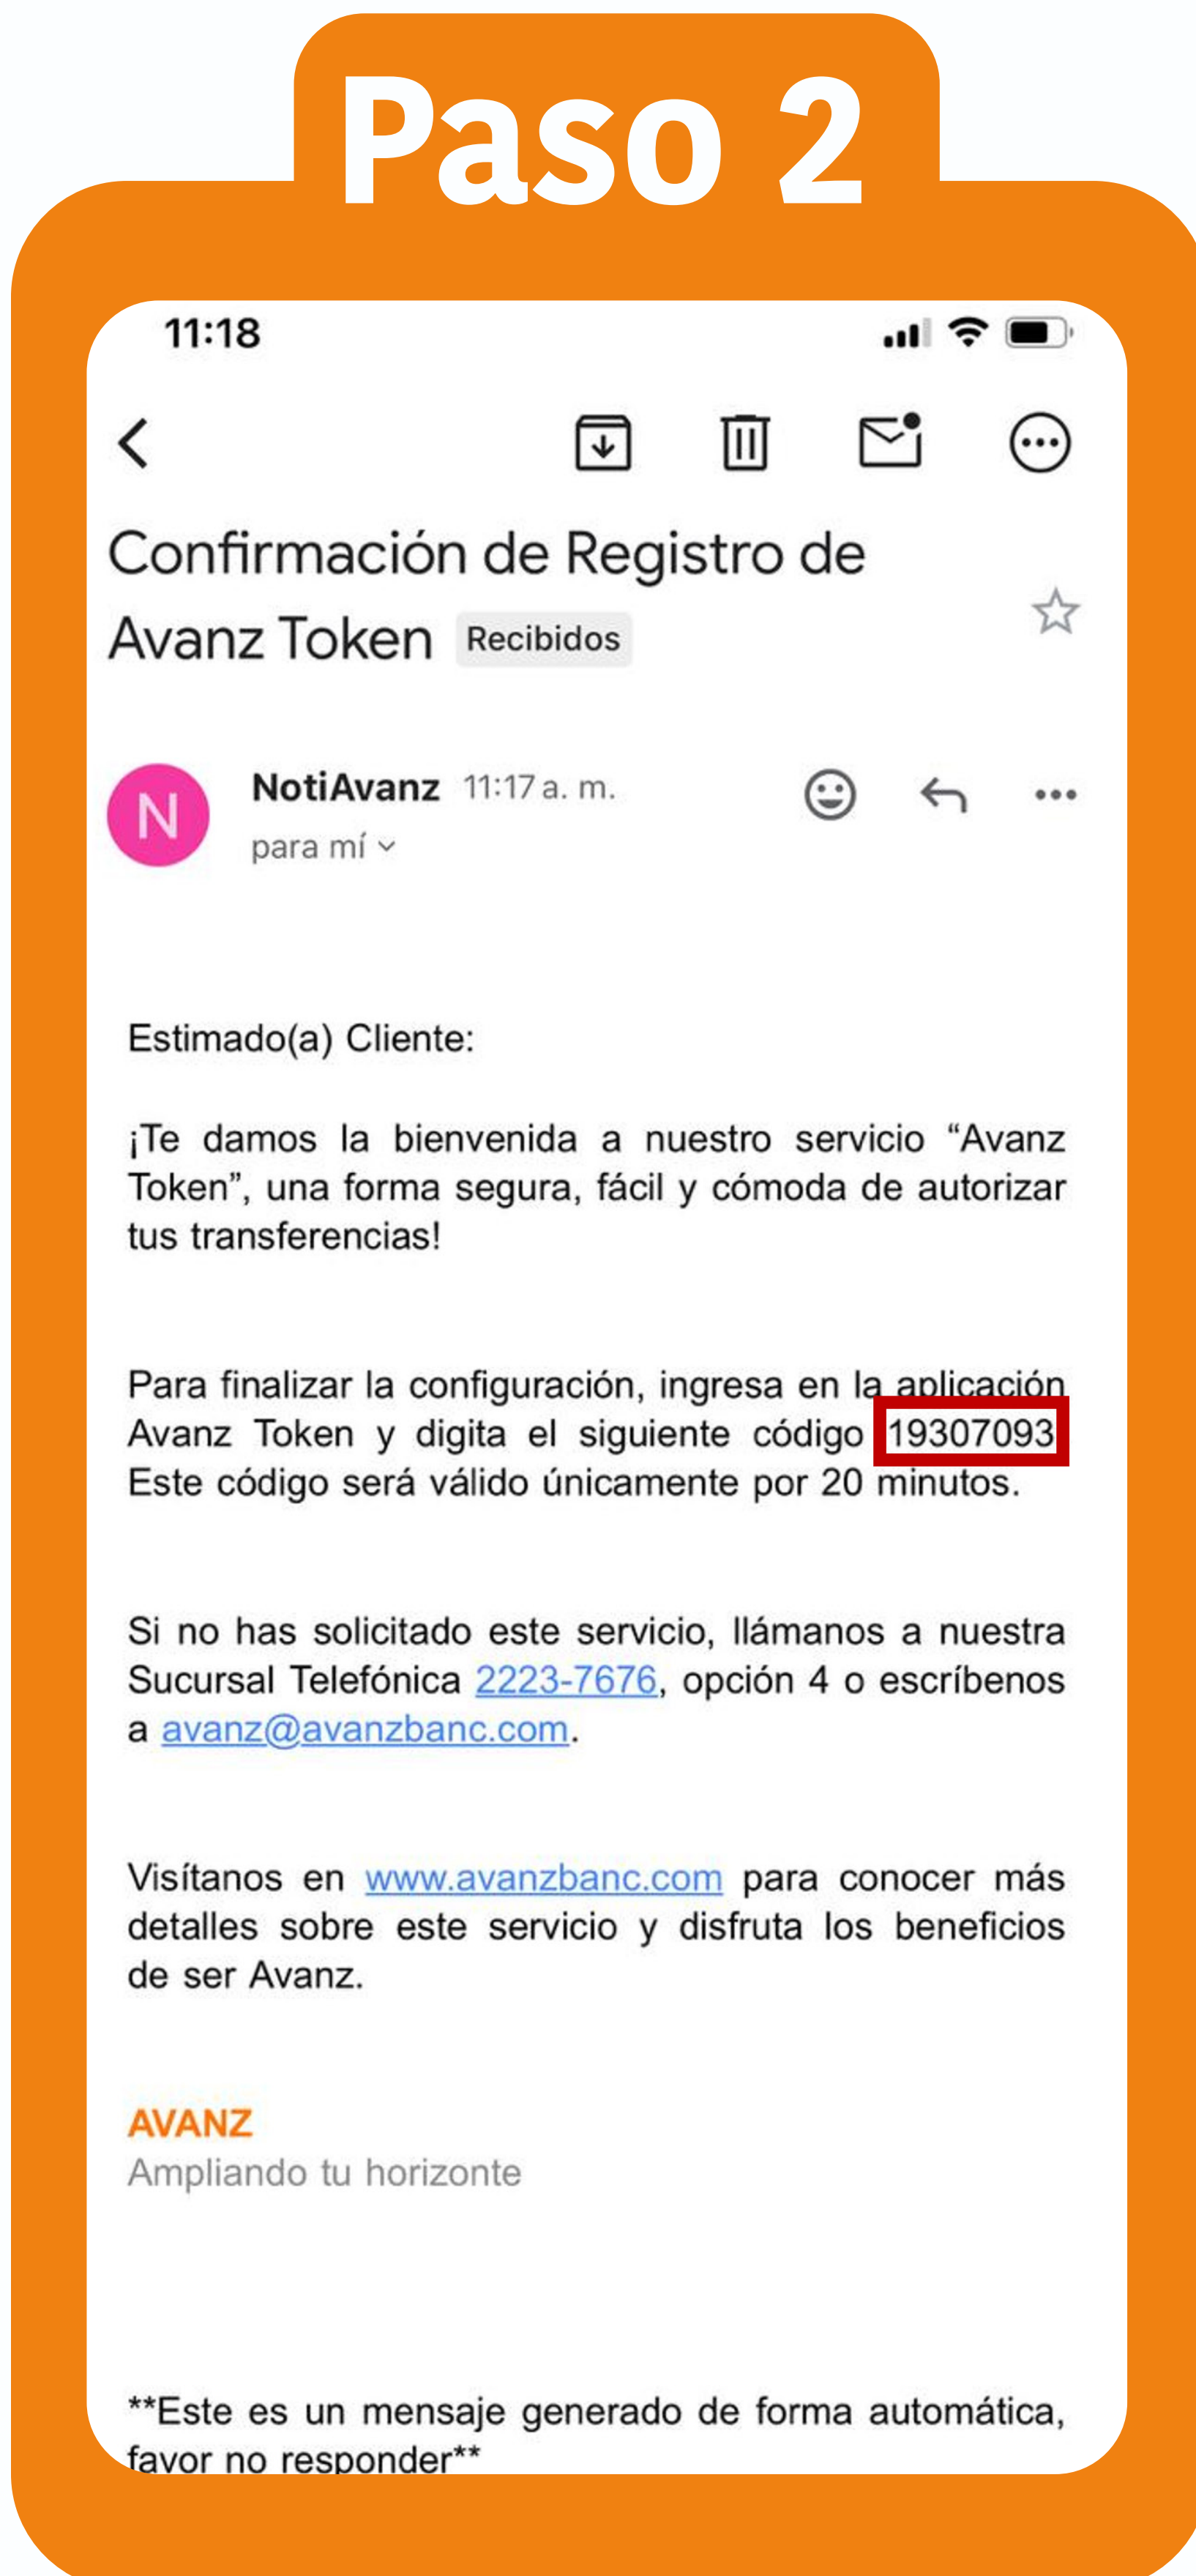 Paso 2
11:18
Confirmación de Registro de
Avanz Token Recibidos
N
NotiAvanz 11:17 a. m.
para mí
Estimado(a) Cliente:
¡Te damos la bienvenida a nuestro servicio “Avanz
Token”, una forma segura, fácil y cómoda de autorizar
tus transferencias!
Para finalizar la configuración, ingresa en la aplicación
Avanz Token y digita el siguiente código 19307093
Este código será válido únicamente por 20 minutos.
Si no has solicitado este servicio, llámanos a nuestra
Sucursal Telefónica 2223-7676, opción 4 o escríbenos
a avanz@avanzbanc.com.
Visítanos en www.avanzbanc.com para conocer más
detalles sobre este servicio y disfruta los beneficios
de ser Avanz.
AVANZ
Ampliando tu horizonte
**Este es un mensaje generado de forma automática,
favor no responder**